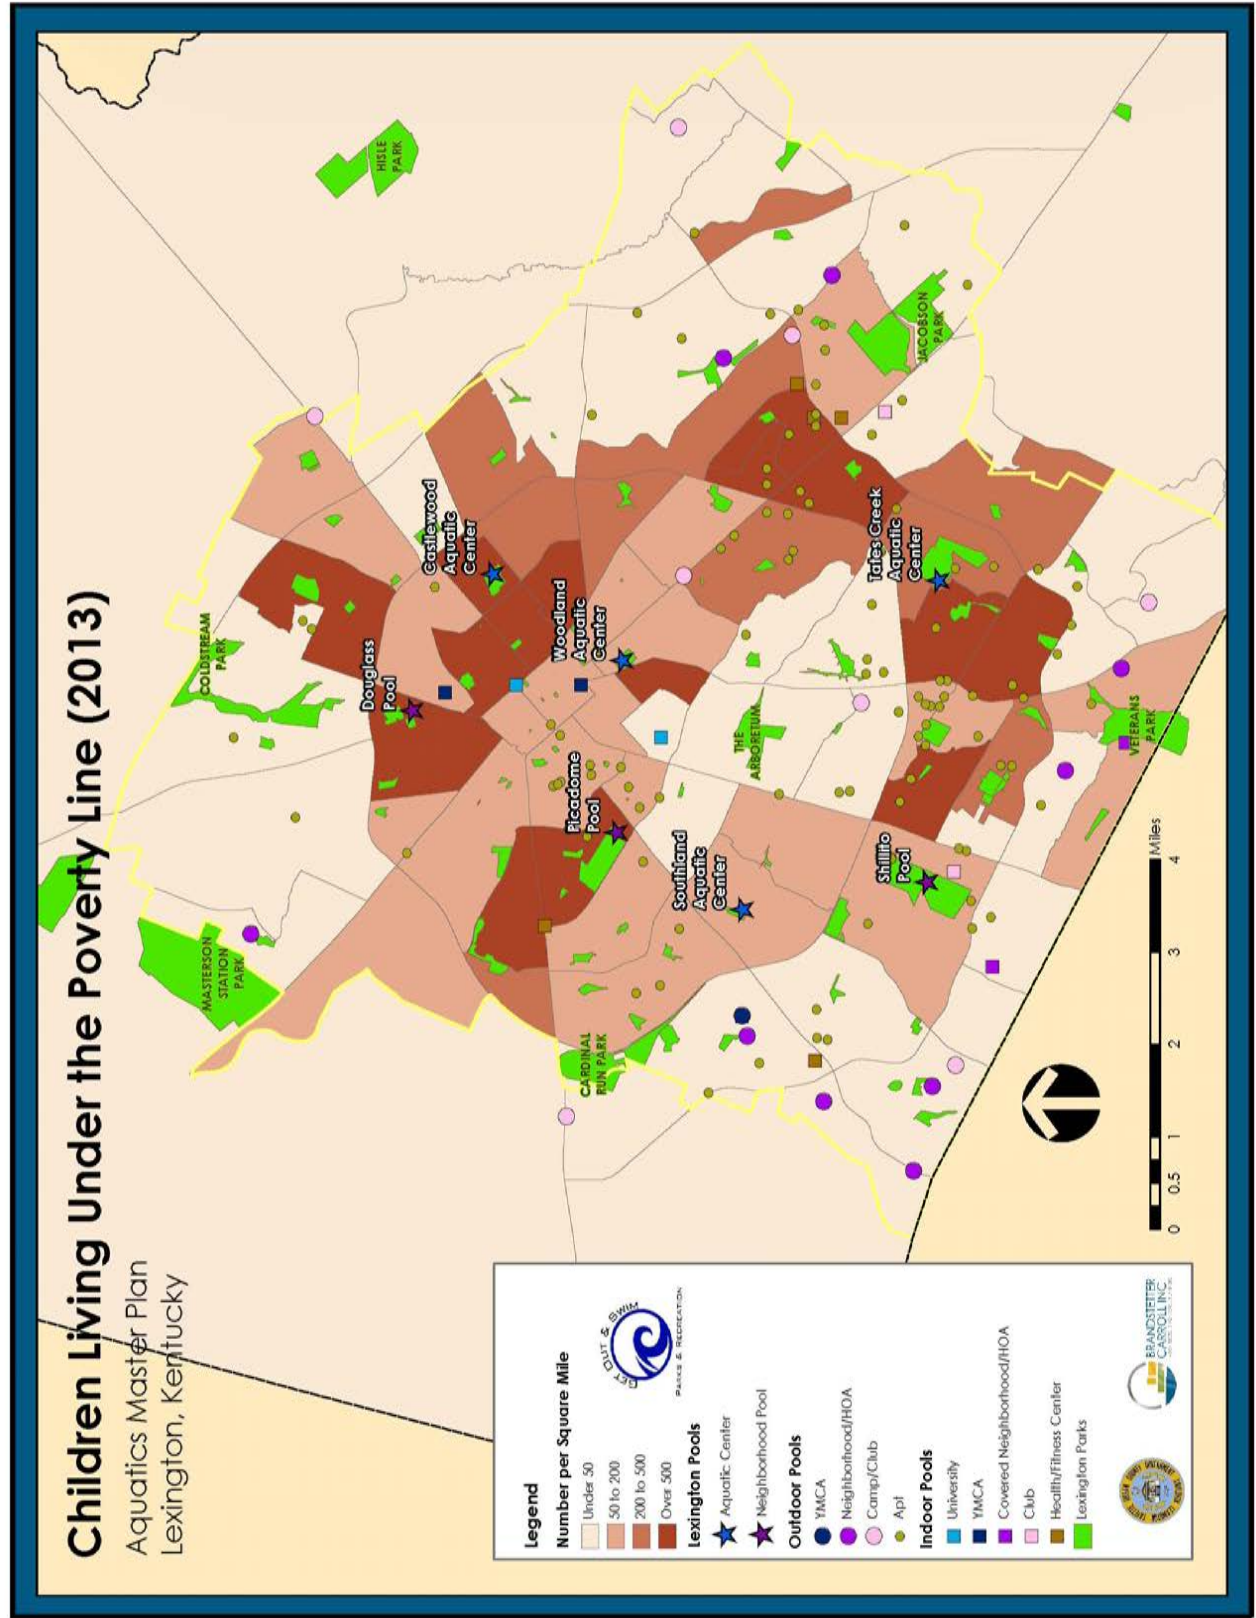 Children Living Under the Poverty Line (2013)
Aquatics Master Plan
Lexington, Kentucky
HISLE
PARK
COLDSTREAM
PARK
MASTERSON
STATION
PARK
Castlewood
Aquatic
Center
Douglass
Pool
Woodland
Aquatic
Center
JACOBSON
PARK
Tates Creek
Aquatic
Center
Picadome
Pool
THE
ARBORETUM
Southland
Aquatic
Center
CARDINAL
RUN PARK
Shillito
Pool
VETERANS
PARK
Legend
Number per Square Mile
Under 50
50 to 200
200 to 500
Over 500
Lexington Pools
Aquatic Center
Neighborhood Pool
Outdoor Pools
YMCA
Neighborhood/HOA
Camp/Club
Apt
Indoor Pools
University
YMCA
Covered Neighborhood/HOA
Club
Health/Fitness Center
Lexington Parks
GET OUT & SWIM
PARKS & RECREATION
BRANDSTETTER
CARROLL INC
0 0.5 1 2 3 4
Miles